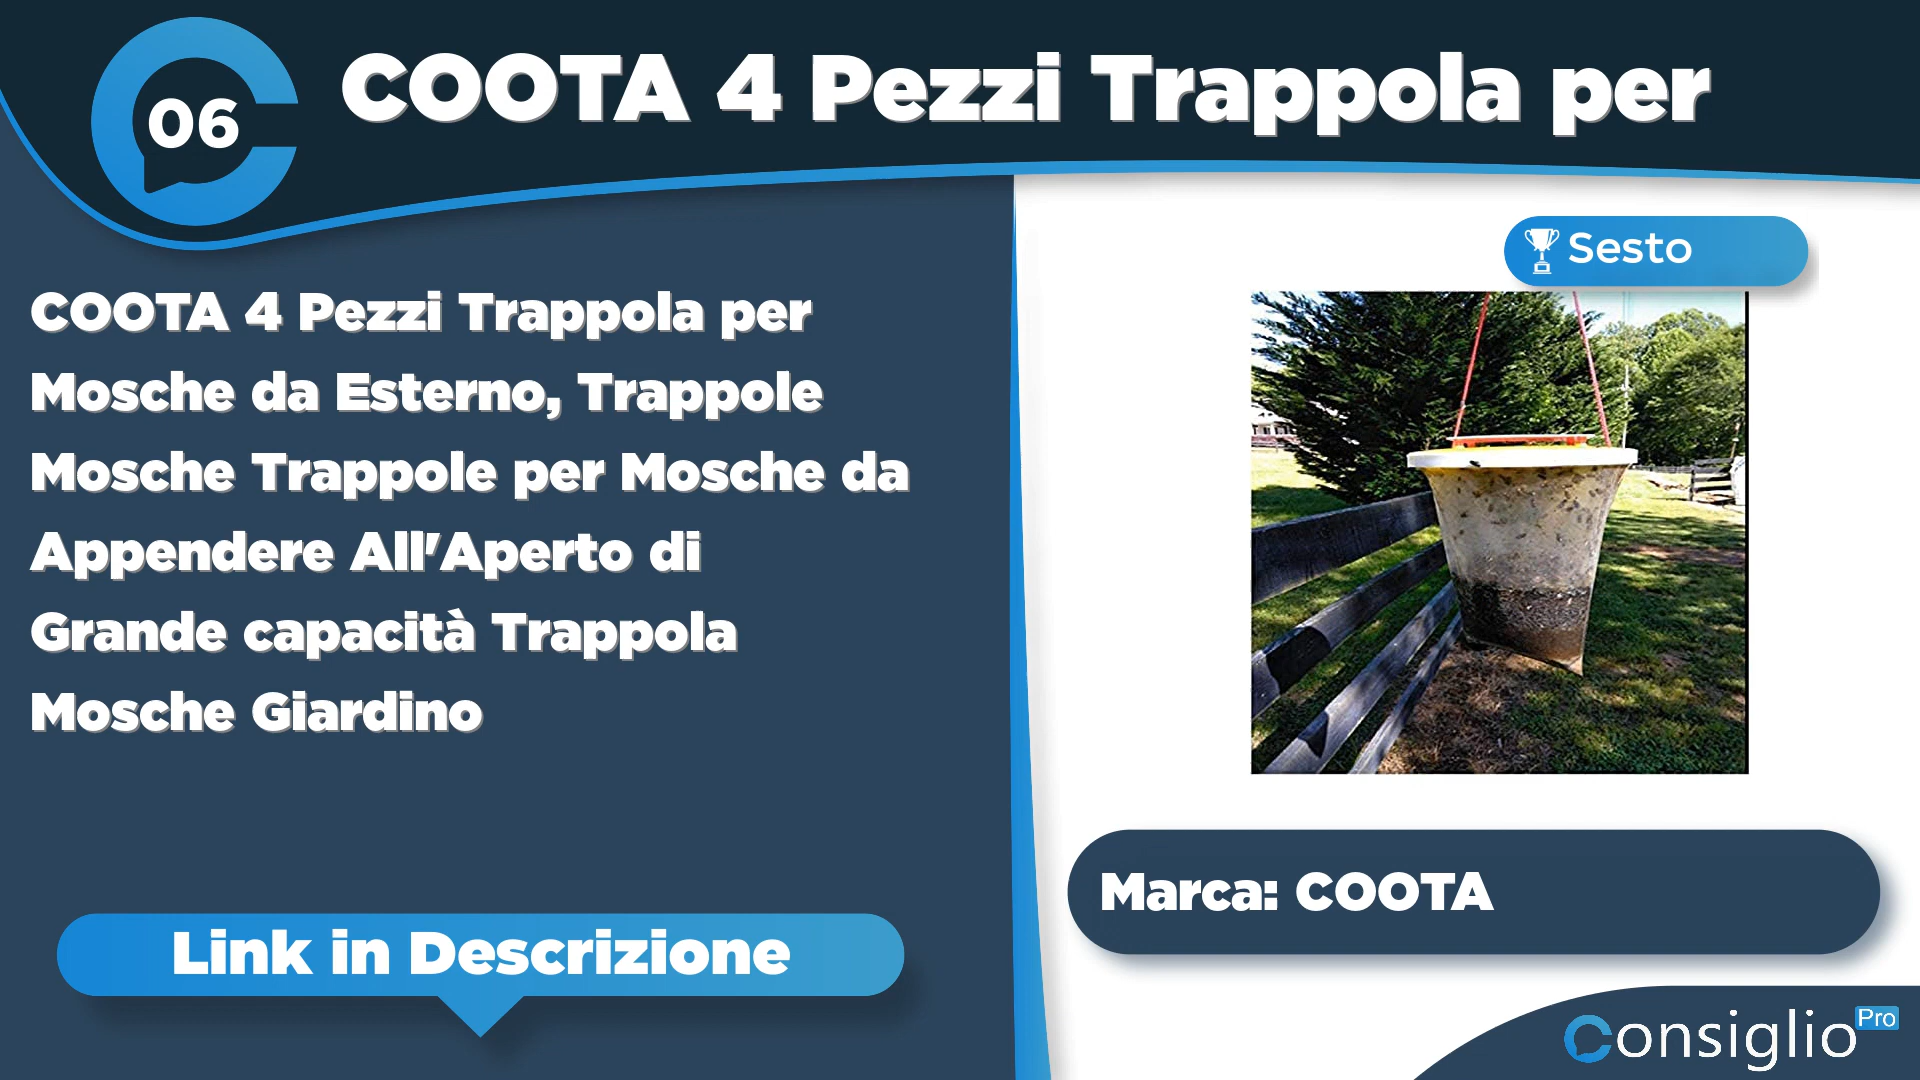 06
COOTA 4 Pezzi Trappola per
Sesto
COOTA 4 Pezzi Trappola per
Mosche da Esterno, Trappole
Mosche Trappole per Mosche da
Appendere All'Aperto di
Grande capacità Trappola
Mosche Giardino
Marca: COOTA
Link in Descrizione
Consiglio Pro